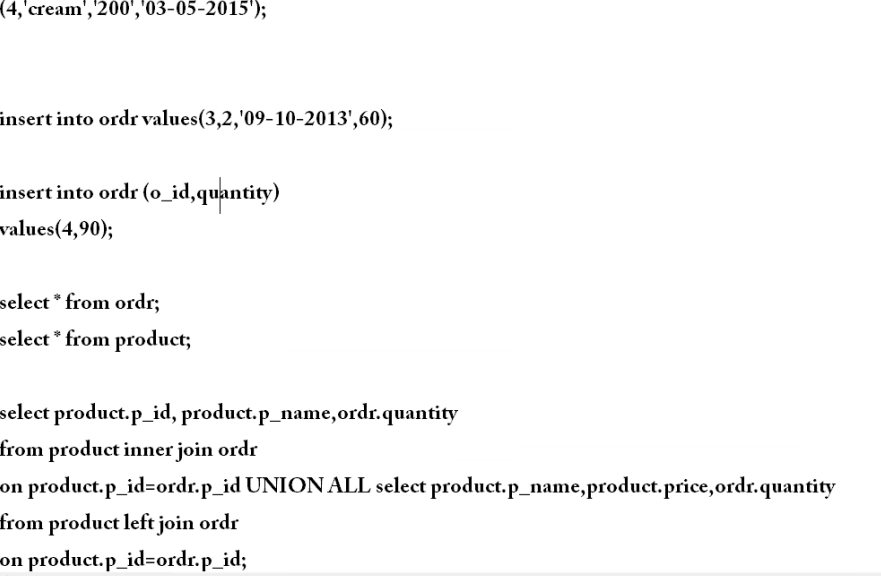 (4,'cream','200','03-05-2015');
insert into ordr values(3,2,'09-10-2013',60);
insert into ordr (o_id,quantity)
values(4,90);
select * from ordr;
select * from product;
select product.p_id, product.p_name,ordr.quantity
from product inner join ordr
on product.p_id=ordr.p_id UNION ALL select product.p_name,product.price,ordr.quantity
from product left join ordr
on product.p_id=ordr.p_id;